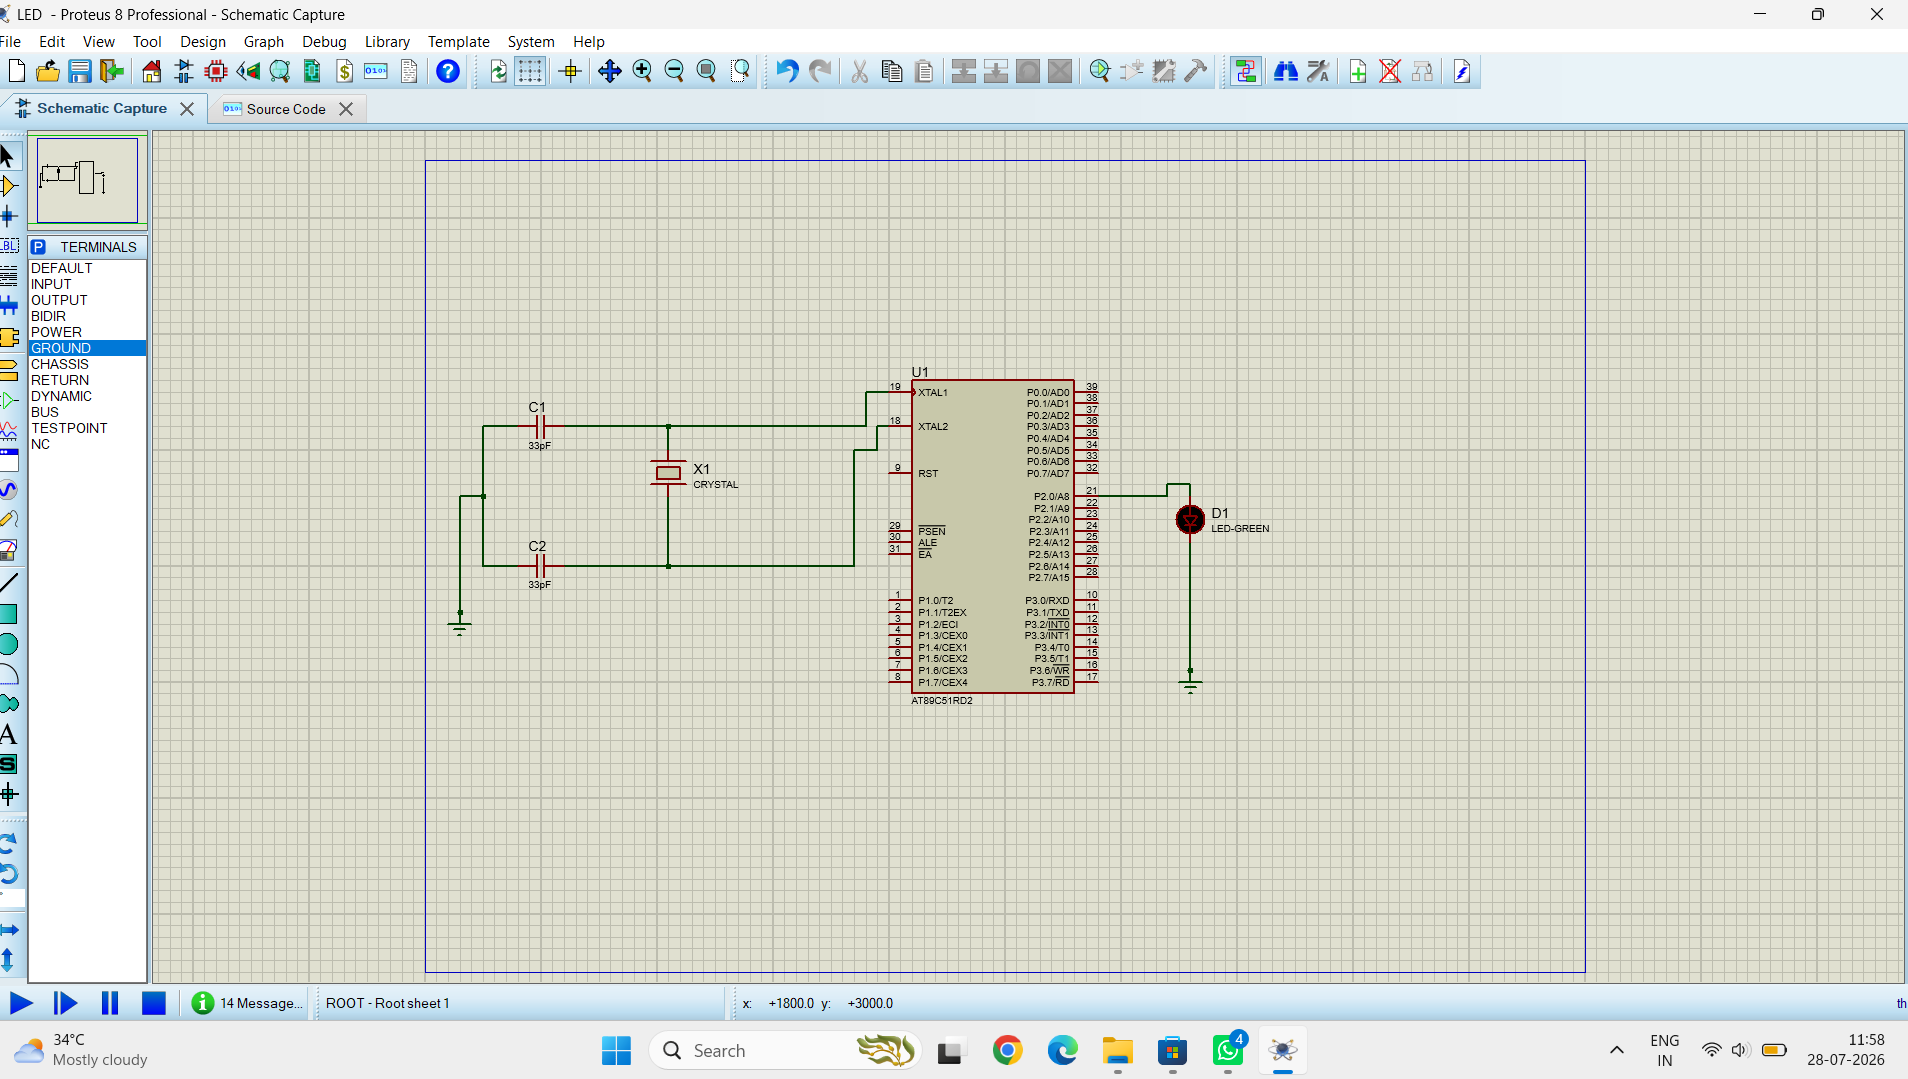 LED - Proteus 8 Professional - Schematic Capture
File Edit View Tool Design Graph Debug Library Template System Help
Schematic Capture
Source Code
TERMINALS
DEFAULT
INPUT
OUTPUT
BIDIR
POWER
GROUND
CHASSIS
RETURN
DYNAMIC
BUS
TESTPOINT
NC
C1
33pF
C2
33pF
X1
CRYSTAL
U1
19 XTAL1
18 XTAL2
9 RST
29 PSEN
30 ALE
31 EA
1 P1.0/T2
2 P1.1/T2EX
3 P1.2/ECI
4 P1.3/CEX0
5 P1.4/CEX1
6 P1.5/CEX2
7 P1.6/CEX3
8 P1.7/CEX4
P0.0/AD0 39
P0.1/AD1 38
P0.2/AD2 37
P0.3/AD3 36
P0.4/AD4 35
P0.5/AD5 34
P0.6/AD6 33
P0.7/AD7 32
P2.0/A8 21
P2.1/A9 22
P2.2/A10 23
P2.3/A11 24
P2.4/A12 25
P2.5/A13 26
P2.6/A14 27
P2.7/A15 28
P3.0/RXD 10
P3.1/TXD 11
P3.2/INT0 12
P3.3/INT1 13
P3.4/T0 14
P3.5/T1 15
P3.6/WR 16
P3.7/RD 17
AT89C51RD2
D1
LED-GREEN
14 Message...
ROOT - Root sheet 1
x: +1800.0 y: +3000.0
th
34°C
Mostly cloudy
Search
4
ENG
IN
11:58
28-07-2026